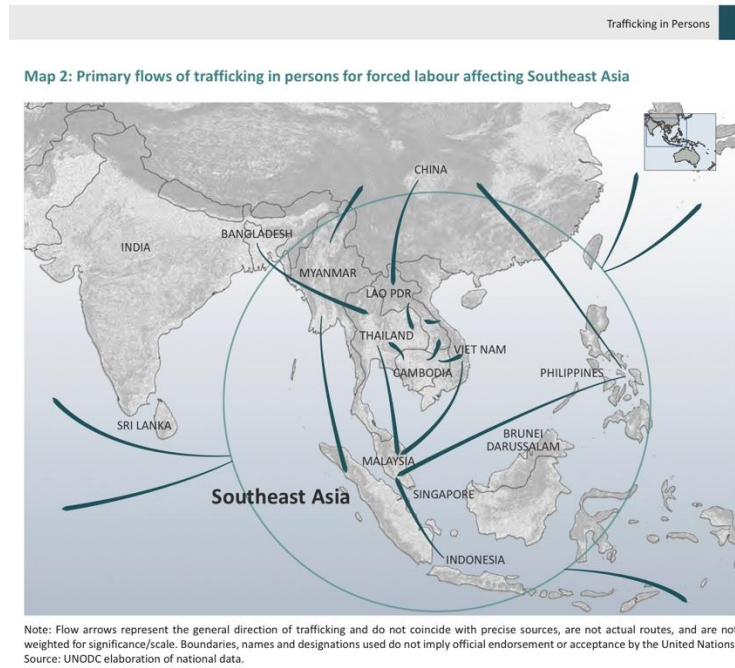 Trafficking in Persons
Map 2: Primary flows of trafficking in persons for forced labour affecting Southeast Asia
CHINA
INDIA
BANGLADESH
MYANMAR
LAO PDR
THAILAND
VIET NAM
CAMBODIA
PHILIPPINES
SRI LANKA
BRUNEI
DARUSSALAM
MALAYSIA
Southeast Asia
SINGAPORE
INDONESIA
Note: Flow arrows represent the general direction of trafficking and do not coincide with precise sources, are not actual routes, and are not
weighted for significance/scale. Boundaries, names and designations used do not imply official endorsement or acceptance by the United Nations
Source: UNODC elaboration of national data.